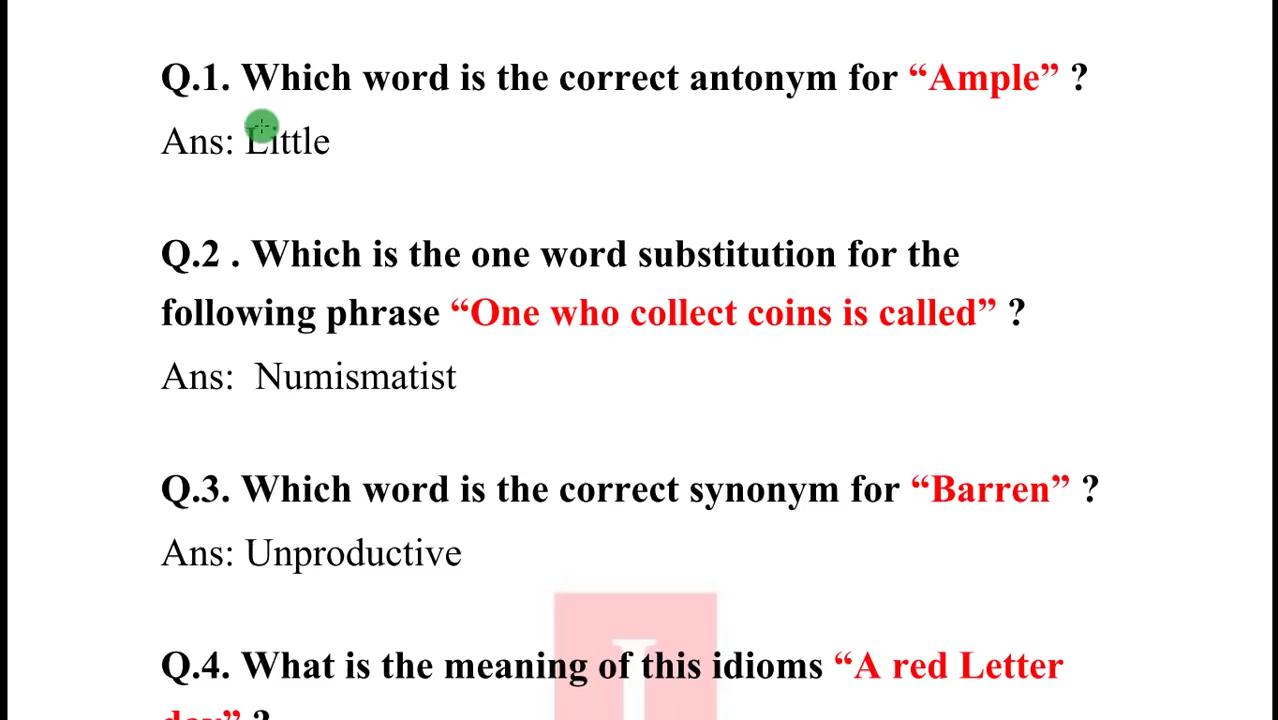 Q.1. Which word is the correct antonym for “Ample” ?
Ans: Little
Q.2 . Which is the one word substitution for the
following phrase “One who collect coins is called” ?
Ans: Numismatist
Q.3. Which word is the correct synonym for “Barren” ?
Ans: Unproductive
Q.4. What is the meaning of this idioms “A red Letter
day” ?